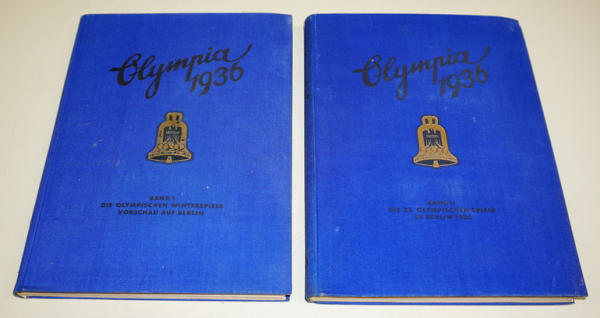 Olympia
1936
BAND I
DIE OLYMPISCHEN WINTERSPIELE
VORSCHAU AUF BERLIN
Olympia
1936
BAND II
DIE XI. OLYMPISCHEN SPIELE
IN BERLIN 1936